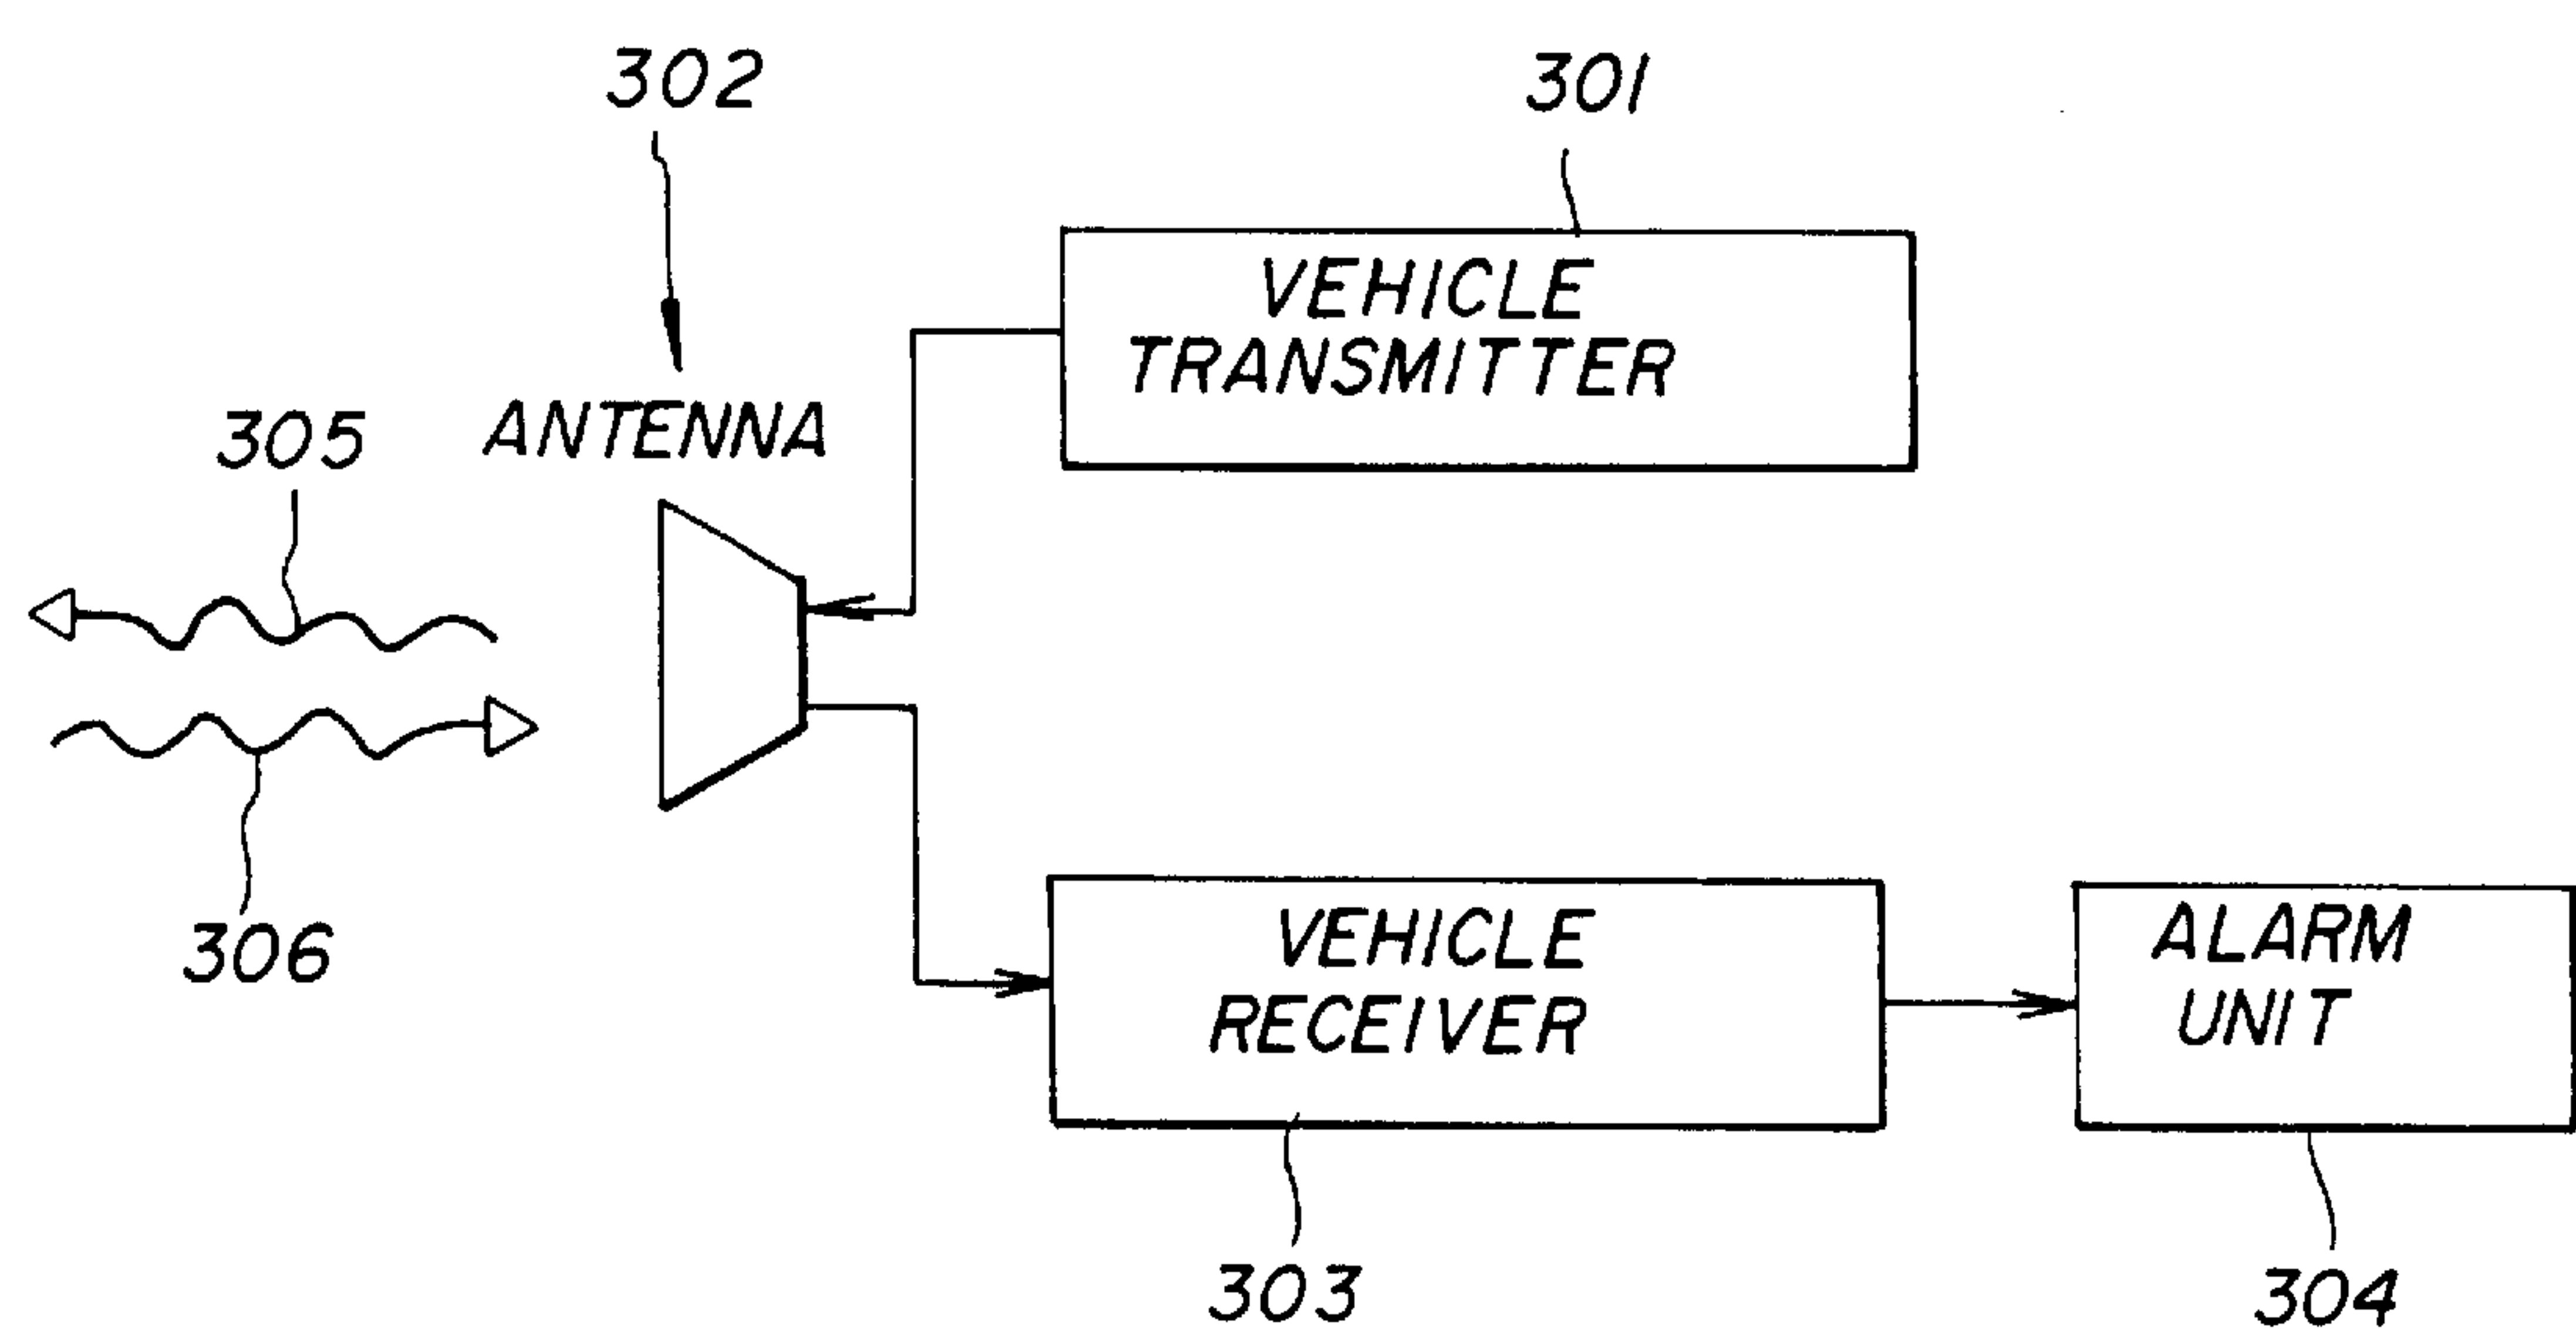 302
301
VEHICLE
TRANSMITTER
305
ANTENNA
306
VEHICLE
RECEIVER
ALARM
UNIT
303
304